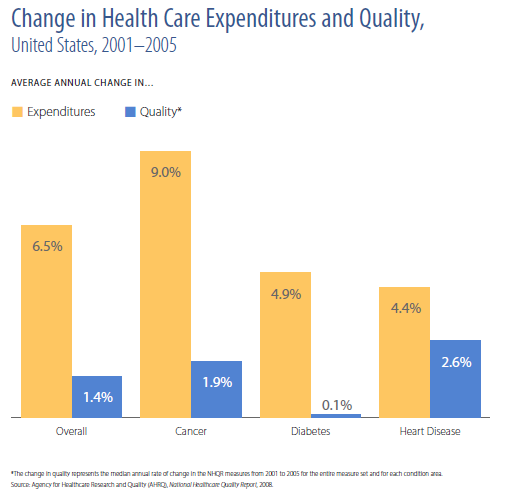 Change in Health Care Expenditures and Quality,
United States, 2001–2005
AVERAGE ANNUAL CHANGE IN...
Expenditures Quality*
9.0%
6.5%
4.9%
4.4%
2.6%
1.9%
1.4%
0.1%
Overall Cancer Diabetes Heart Disease
*The change in quality represents the median annual rate of change in the NHQR measures from 2001 to 2005 for the entire measure set and for each condition area.
Source: Agency for Healthcare Research and Quality (AHRQ), National Healthcare Quality Report, 2008.